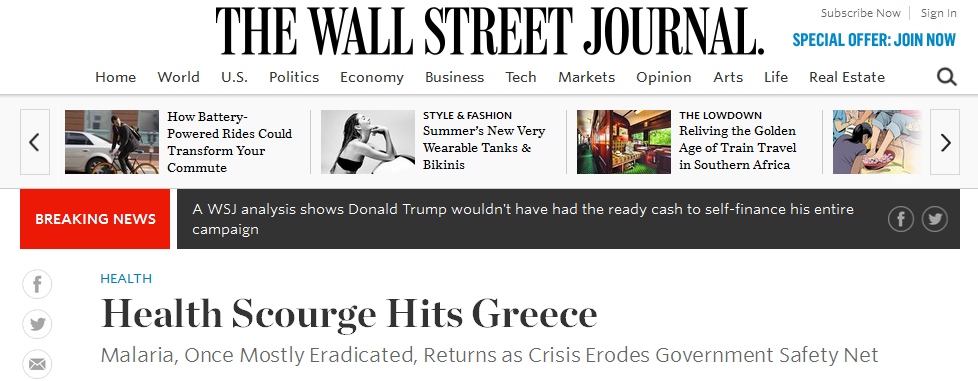 THE WALL STREET JOURNAL.
Subscribe Now Sign In
SPECIAL OFFER: JOIN NOW
Home World U.S. Politics Economy Business Tech Markets Opinion Arts Life Real Estate
How Battery-
Powered Rides Could
Transform Your
Commute
STYLE & FASHION
Summer's New Very
Wearable Tanks &
Bikinis
THE LOWDOWN
Reliving the Golden
Age of Train Travel
in Southern Africa
BREAKING NEWS
A WSJ analysis shows Donald Trump wouldn't have had the ready cash to self-finance his entire
campaign
HEALTH
Health Scourge Hits Greece
Malaria, Once Mostly Eradicated, Returns as Crisis Erodes Government Safety Net